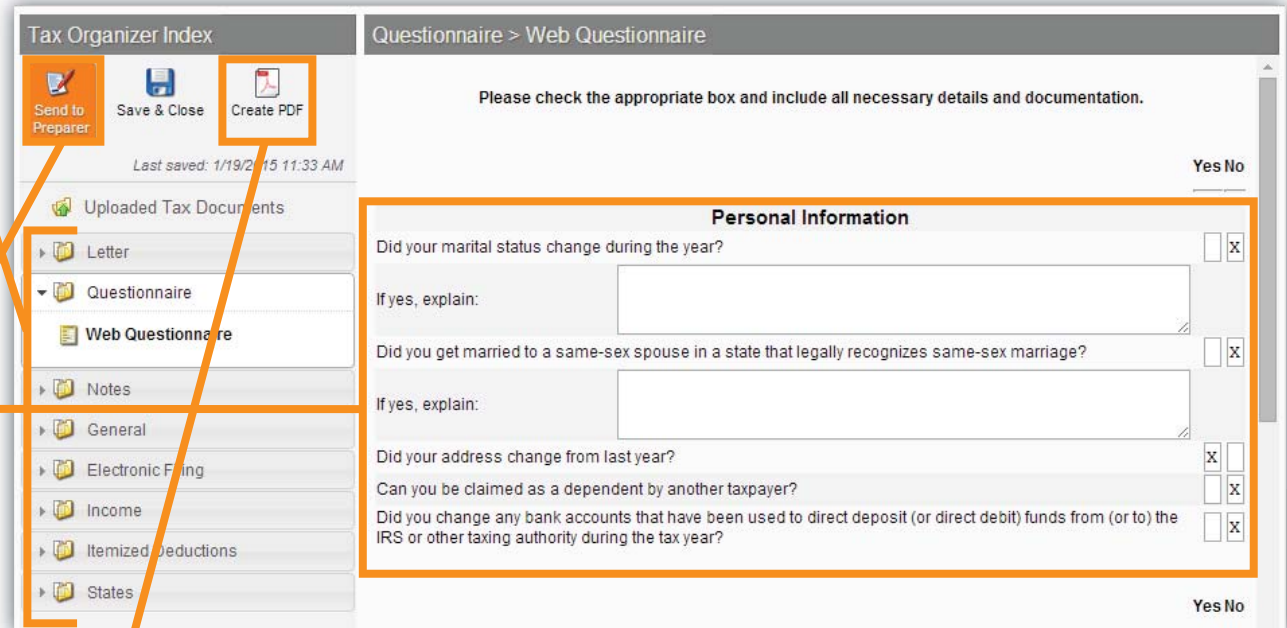 Tax Organizer Index
Send to
Preparer
Save & Close
Create PDF
Last saved: 1/19/2015 11:33 AM
Uploaded Tax Documents
Letter
Questionnaire
Web Questionnaire
Notes
General
Electronic Filing
Income
Itemized Deductions
States
Questionnaire > Web Questionnaire
Please check the appropriate box and include all necessary details and documentation.
Yes No
Personal Information
Did your marital status change during the year?
X
If yes, explain:
Did you get married to a same-sex spouse in a state that legally recognizes same-sex marriage?
X
If yes, explain:
Did your address change from last year?
X
Can you be claimed as a dependent by another taxpayer?
X
Did you change any bank accounts that have been used to direct deposit (or direct debit) funds from (or to) the
IRS or other taxing authority during the tax year?
X
Yes No